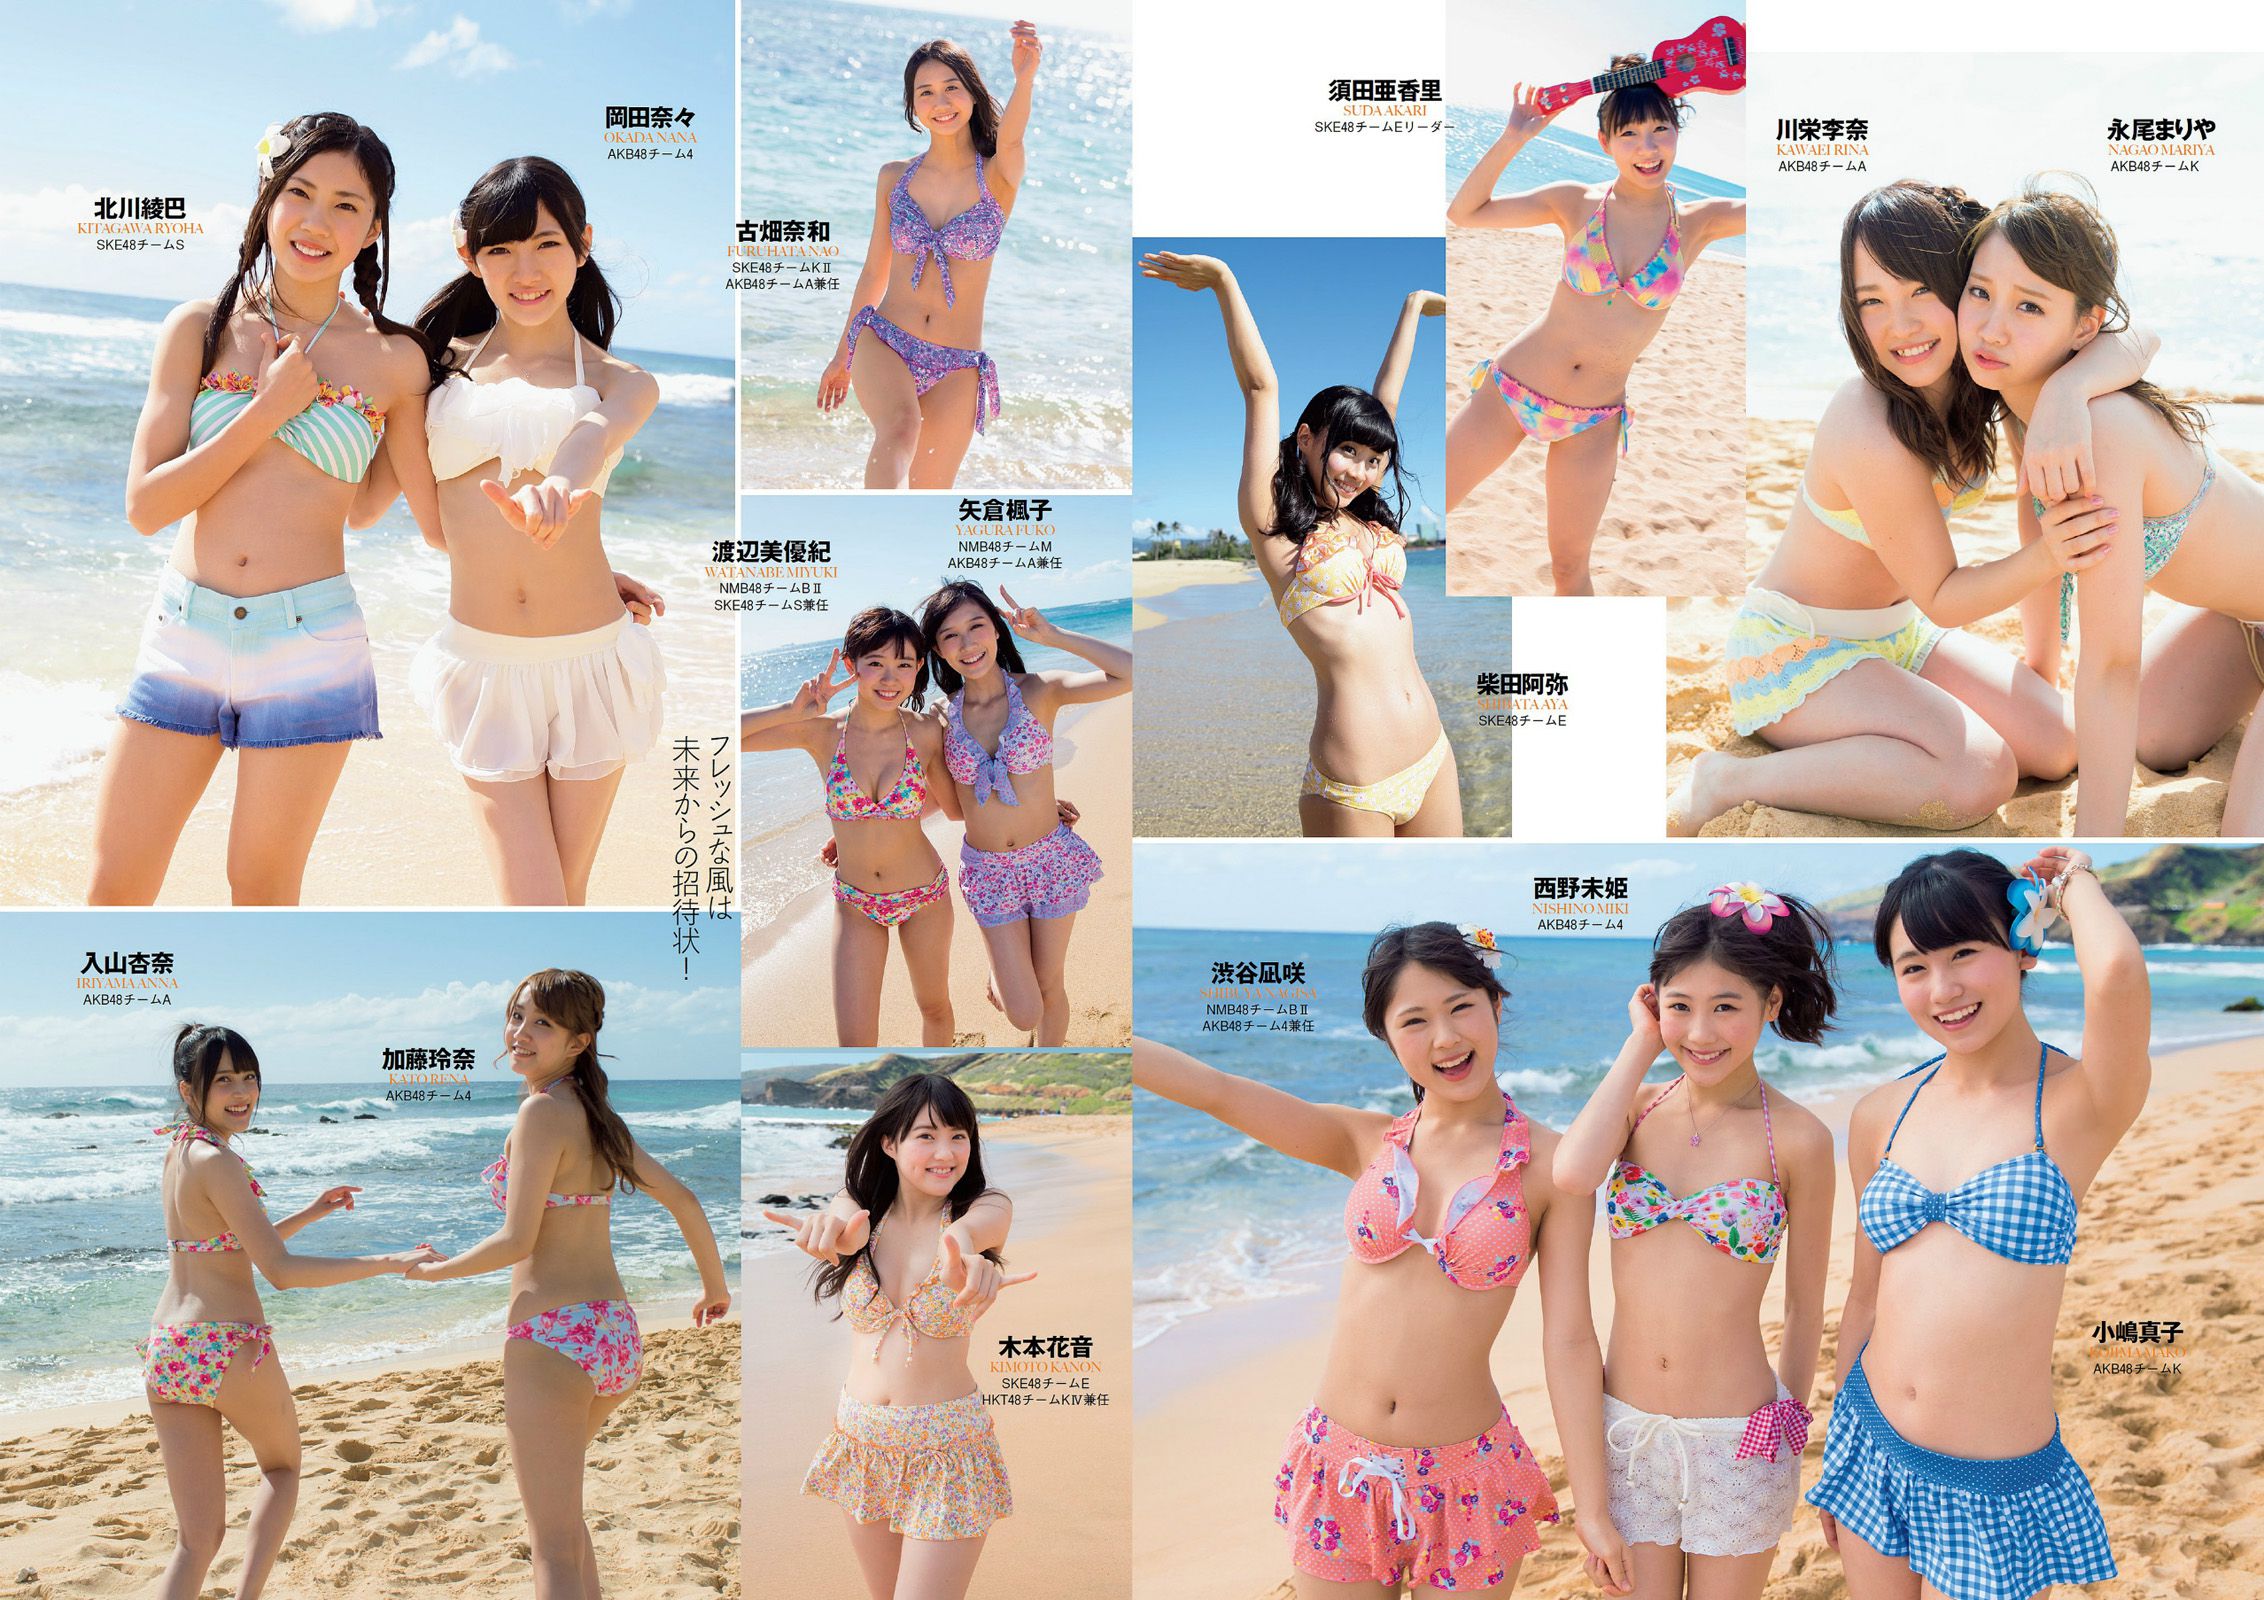 岡田奈々
OKADA NANA
AKB48チーム4
北川綾巴
KITAGAWA RYOHA
SKE48チームS
古畑奈和
FURUHATA NAO
SKE48チームKⅡ
AKB48チームA兼任
須田亜香里
SUDA AKARI
SKE48チームEリーダー
川栄李奈
KAWAEI RINA
AKB48チームA
永尾まりや
NAGAO MARIYA
AKB48チームK
矢倉楓子
YAGURA FUKO
NMB48チームM
AKB48チームA兼任
渡辺美優紀
WATANABE MIYUKI
NMB48チームBⅡ
SKE48チームS兼任
柴田阿弥
SHIBATA AYA
SKE48チームE
フレッシュな風は
未来からの招待状！
入山杏奈
IRIYAMA ANNA
AKB48チームA
加藤玲奈
KATO RENA
AKB48チーム4
木本花音
KIMOTO KANON
SKE48チームE
HKT48チームKⅣ兼任
西野未姫
NISHINO MIKI
AKB48チーム4
渋谷凪咲
SHIBUYA NAGISA
NMB48チームBⅡ
AKB48チーム4兼任
小嶋真子
KOJIMA MAKO
AKB48チームK